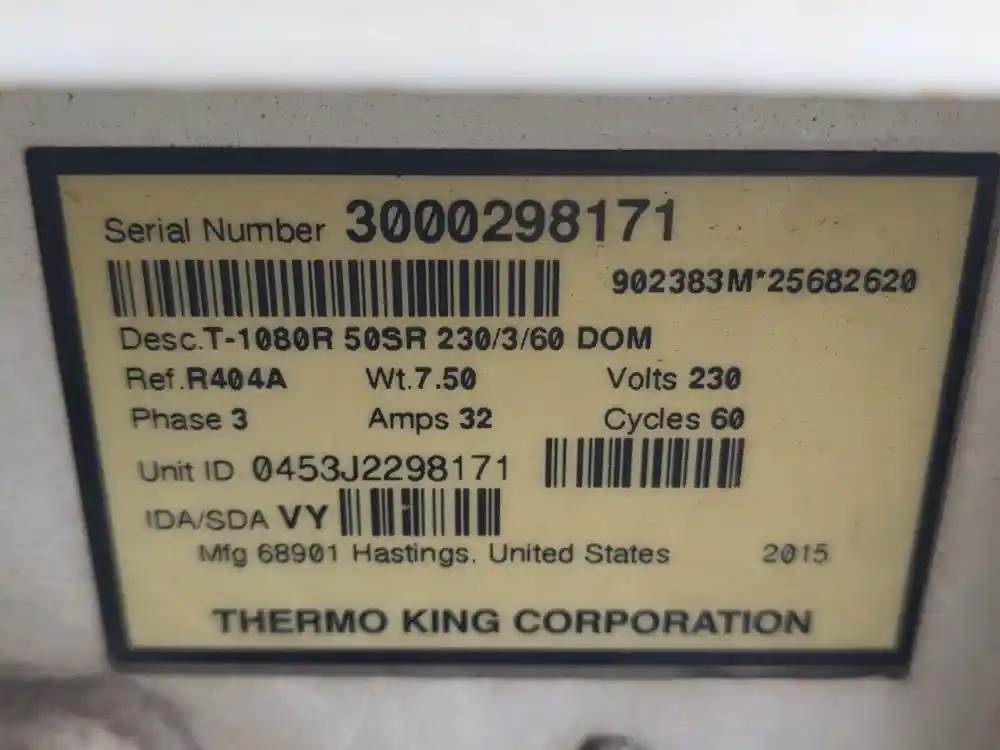 Serial Number 3000298171
902383M*25682620
Desc.T-1080R 50SR 230/3/60 DOM
Ref.R404A Wt.7.50 Volts 230
Phase 3 Amps 32 Cycles 60
Unit ID 0453J2298171
IDA/SDA VY
Mfg 68901 Hastings, United States 2015
THERMO KING CORPORATION